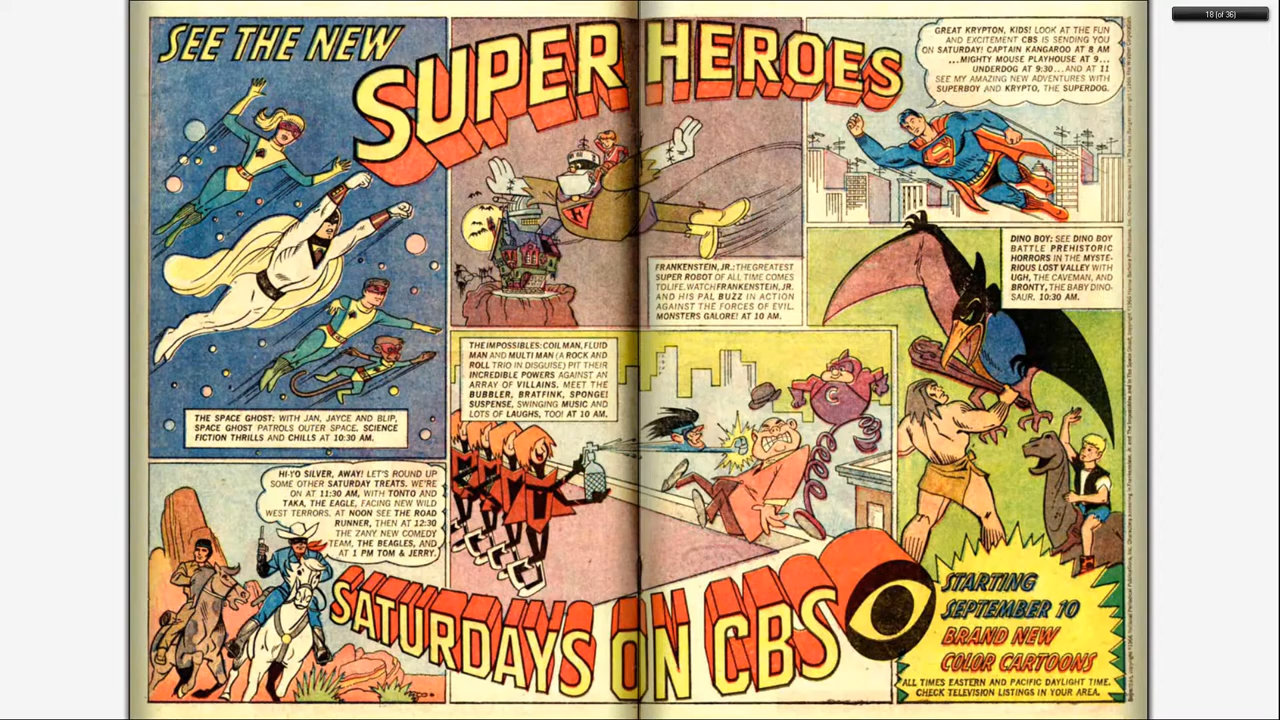 18 (of 36)
SEE THE NEW
SUPER HEROES
GREAT KRYPTON, KIDS! LOOK AT THE FUN
AND EXCITEMENT CBS IS SENDING YOU
ON SATURDAY! CAPTAIN KANGAROO AT 8 AM
...MIGHTY MOUSE PLAYHOUSE AT 9...
UNDERDOG AT 9:30...AND AT 11
SEE MY AMAZING NEW ADVENTURES WITH
SUPERBOY AND KRYPTO, THE SUPERDOG.
FRANKENSTEIN, JR.: THE GREATEST
SUPER ROBOT OF ALL TIME COMES
TO LIFE. WATCH FRANKENSTEIN, JR.
AND HIS PAL BUZZ IN ACTION
AGAINST THE FORCES OF EVIL.
MONSTERS GALORE! AT 10 AM.
DINO BOY: SEE DINO BOY
BATTLE PREHISTORIC
HORRORS IN THE MYSTE-
RIOUS LOST VALLEY WITH
UGH, THE CAVEMAN, AND
BRONTY, THE BABY DINO-
SAUR. 10:30 AM.
THE IMPOSSIBLES: COIL MAN, FLUID
MAN AND MULTI MAN (A ROCK AND
ROLL TRIO IN DISGUISE) PIT THEIR
INCREDIBLE POWERS AGAINST AN
ARRAY OF VILLAINS. MEET THE
BUBBLER, BRATFINK, SPONGE!
SUSPENSE, SWINGING MUSIC AND
LOTS OF LAUGHS, TOO! AT 10 AM.
C
THE SPACE GHOST: WITH JAN, JAYCE AND BLIP,
SPACE GHOST PATROLS OUTER SPACE. SCIENCE
FICTION THRILLS AND CHILLS AT 10:30 AM.
HI-YO SILVER, AWAY! LET'S ROUND UP
SOME OTHER SATURDAY TREATS. WE'RE
ON AT 11:30 AM, WITH TONTO AND
TAKA, THE EAGLE, FACING NEW WILD
WEST TERRORS. AT NOON SEE THE ROAD
RUNNER, THEN AT 12:30
THE ZANY NEW COMEDY
TEAM, THE BEAGLES, AND
AT 1 PM TOM & JERRY.
SATURDAYS ON CBS
STARTING
SEPTEMBER 10
BRAND NEW
COLOR CARTOONS
ALL TIMES EASTERN AND PACIFIC DAYLIGHT TIME.
CHECK TELEVISION LISTINGS IN YOUR AREA.